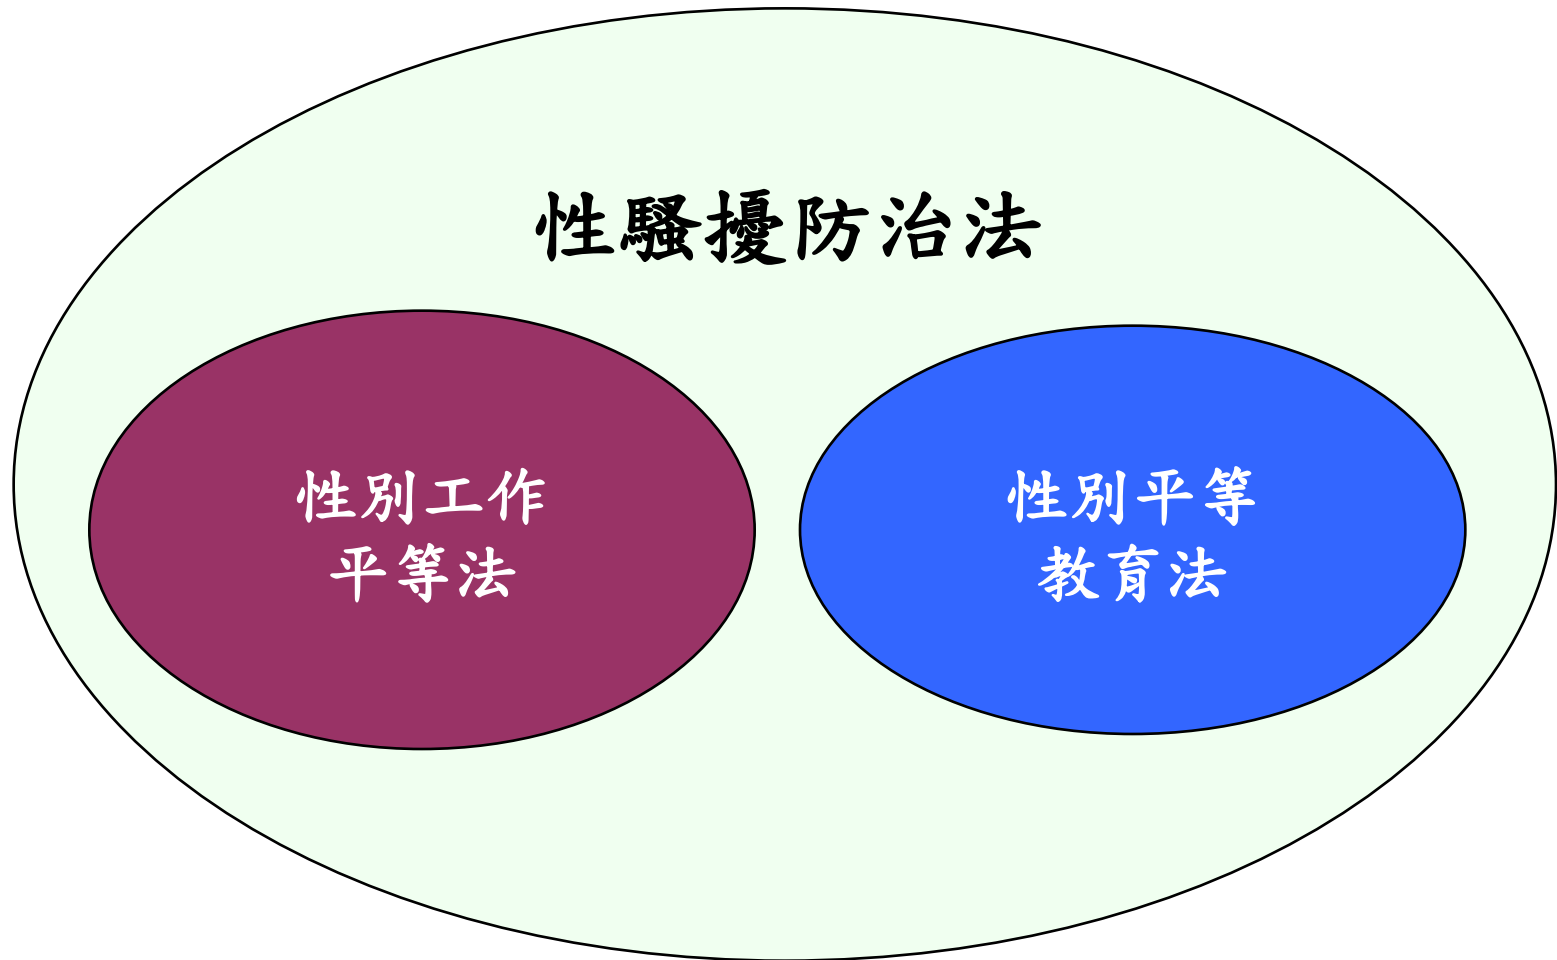 性騷擾防治法
性別工作
平等法
性別平等
教育法